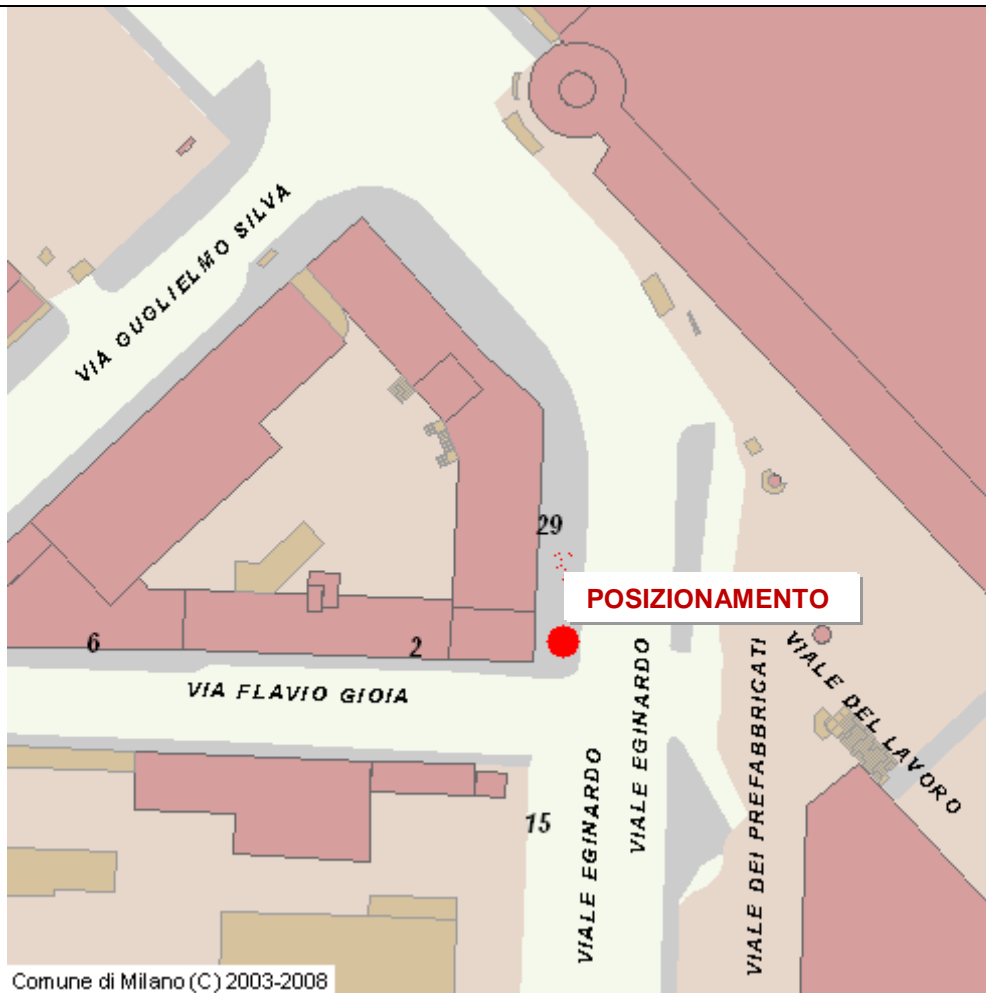 VIA GUGLIELMO SILVA
29
POSIZIONAMENTO
6
2
VIA FLAVIO GIOIA
VIALE EGINARDO
VIALE EGINARDO
VIALE DEI PREFABBRICATI
VIALE DEL LAVORO
15
Comune di Milano (C) 2003-2008